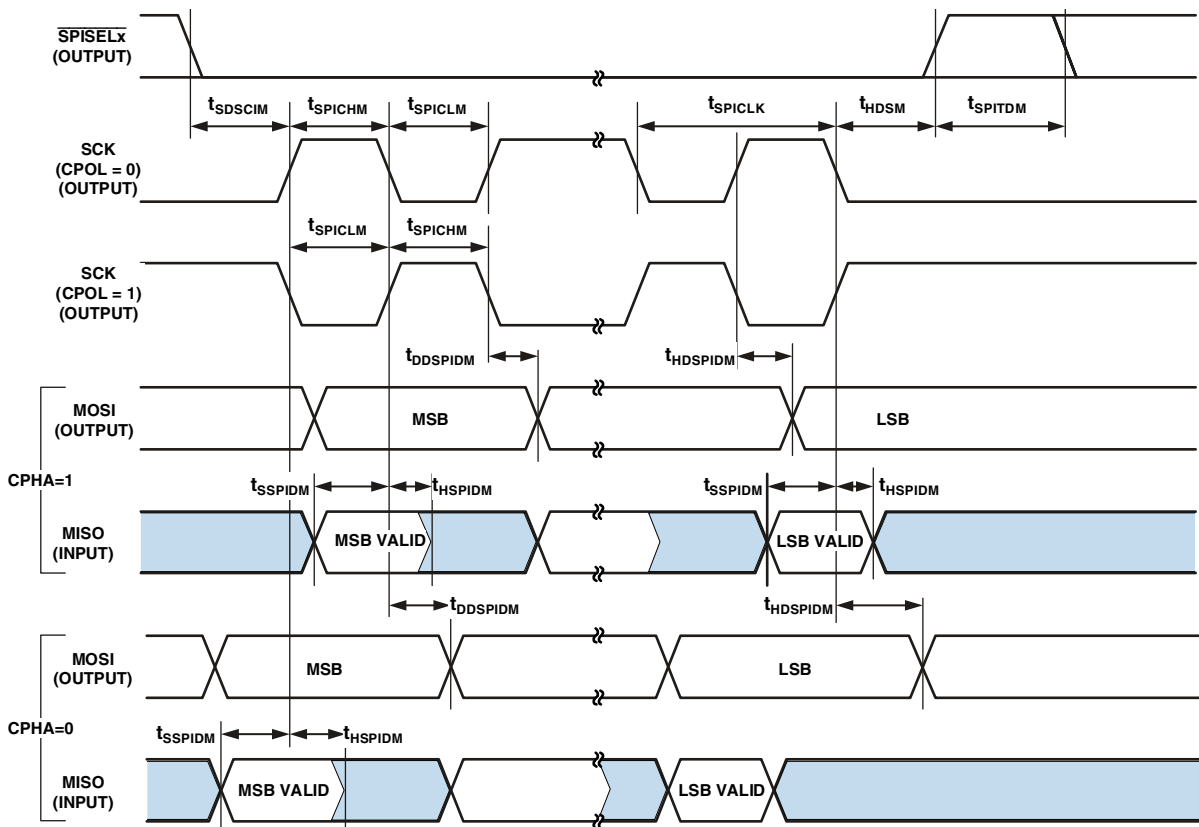 SPISELx
(OUTPUT)
tSDSCIM tSPICHM tSPICLM tSPICLK tHDSM tSPITDM
SCK
(CPOL = 0)
(OUTPUT)
tSPICLM tSPICHM
SCK
(CPOL = 1)
(OUTPUT)
tDDSPIDM tHDSPIDM
CPHA=1
MOSI
(OUTPUT)
MSB LSB
tSSPIDM tHSPIDM tSSPIDM tHSPIDM
MISO
(INPUT)
MSB VALID LSB VALID
tDDSPIDM tHDSPIDM
CPHA=0
MOSI
(OUTPUT)
MSB LSB
tSSPIDM tHSPIDM
MISO
(INPUT)
MSB VALID LSB VALID